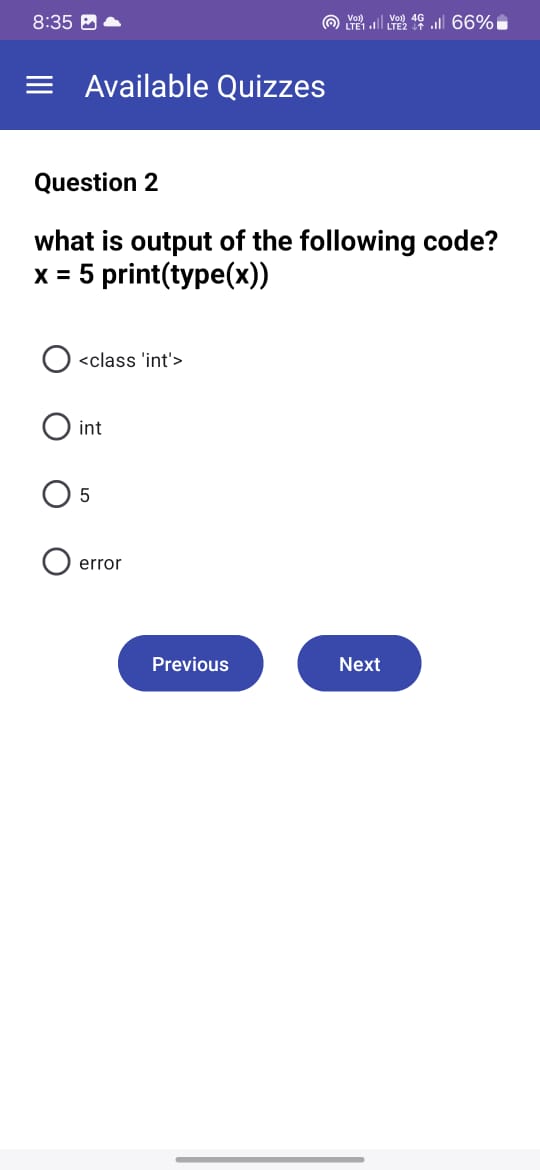 8:35 Vo)) LTE1 Vo)) LTE2 4G 66%
Available Quizzes
Question 2
what is output of the following code?
x = 5 print(type(x))
<class 'int'>
int
5
error
Previous Next